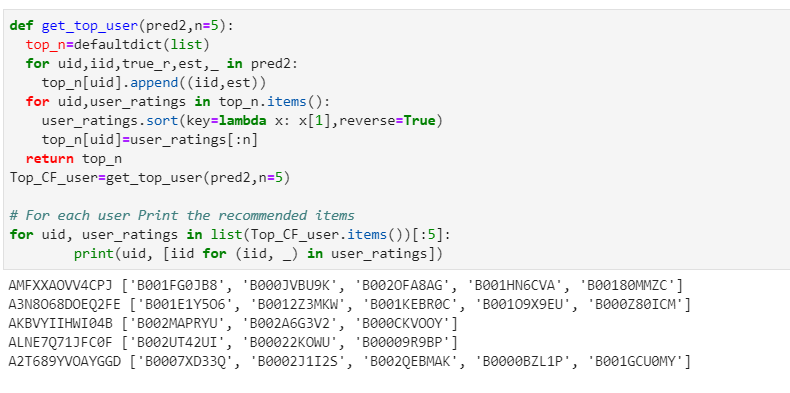 def get_top_user(pred2,n=5):
  top_n=defaultdict(list)
  for uid,iid,true_r,est,_ in pred2:
    top_n[uid].append((iid,est))
  for uid,user_ratings in top_n.items():
    user_ratings.sort(key=lambda x: x[1],reverse=True)
    top_n[uid]=user_ratings[:n]
  return top_n
Top_CF_user=get_top_user(pred2,n=5)

# For each user Print the recommended items
for uid, user_ratings in list(Top_CF_user.items())[:5]:
        print(uid, [iid for (iid, _) in user_ratings])
AMFXXAOVV4CPJ ['B001FG0JB8', 'B000JVBU9K', 'B002OFA8AG', 'B001HN6CVA', 'B00180MMZC']
A3N8O68DOEQ2FE ['B001E1Y5O6', 'B0012Z3MKW', 'B001KEBR0C', 'B001O9X9EU', 'B000Z80ICM']
AKBVYIIHWI04B ['B002MAPRYU', 'B002A6G3V2', 'B000CKVOOY']
ALNE7Q71JFC0F ['B002UT42UI', 'B00022KOWU', 'B00009R9BP']
A2T689YVOAYGGD ['B0007XD33Q', 'B0002J1I2S', 'B002QEBMAK', 'B0000BZL1P', 'B001GCU0MY']